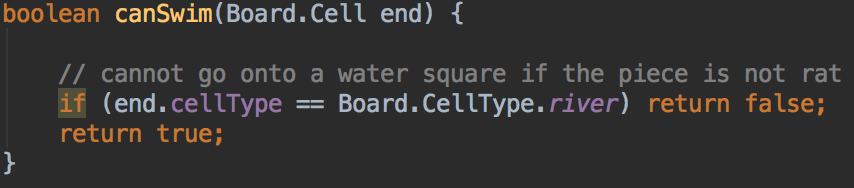 boolean canSwim(Board.Cell end) {
// cannot go onto a water square if the piece is not rat
if (end.cellType == Board.CellType.river) return false;
return true;
}